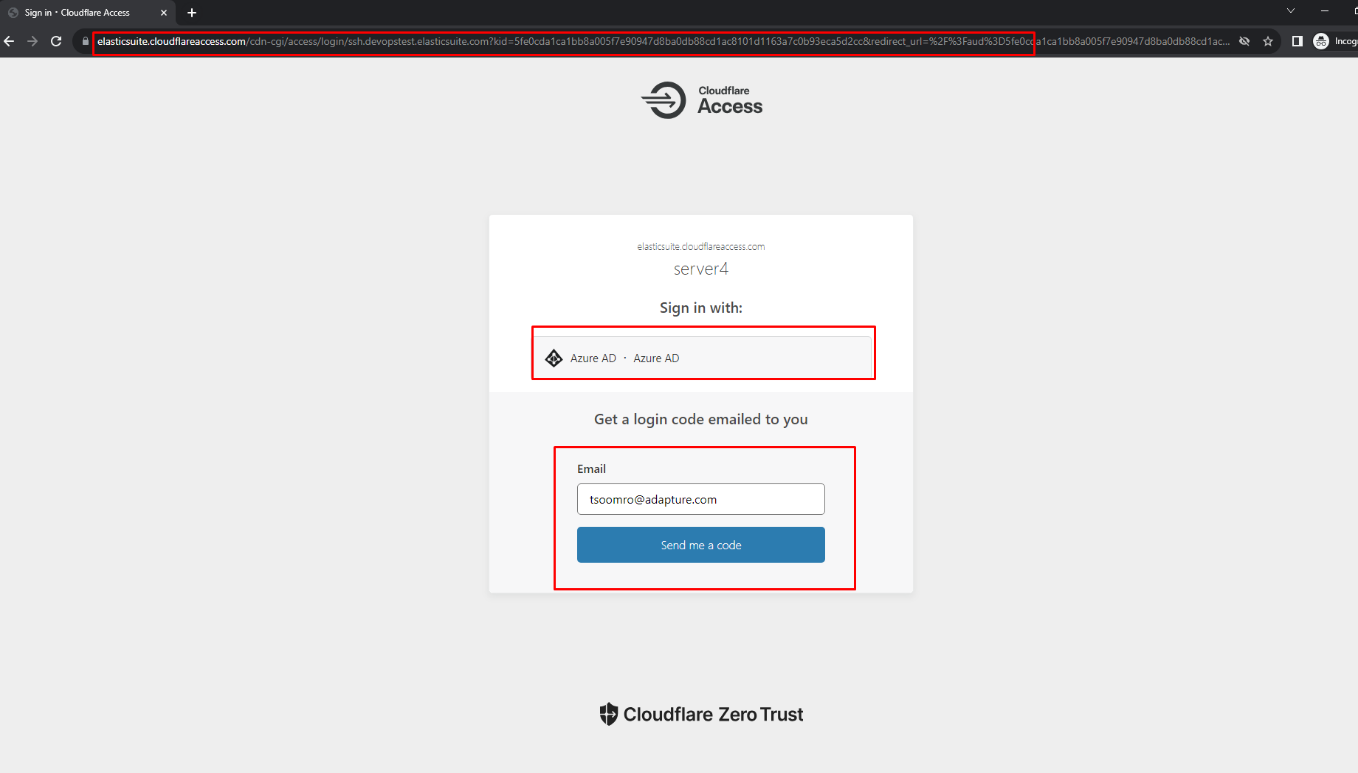 Sign in · Cloudflare Access
elasticsuite.cloudflareaccess.com/cdn-cgi/access/login/ssh.devopstest.elasticsuite.com?kid=5fe0cda1ca1bb8a005f7e90947d8ba0db88cd1ac8101d1163a7c0b93eca5d2cc&redirect_url=%2F%3Faud%3D5fe0cda1ca1bb8a005f7e90947d8ba0db88cd1ac...
Incog
Cloudflare
Access
elasticsuite.cloudflareaccess.com
server4
Sign in with:
Azure AD · Azure AD
Get a login code emailed to you
Email
tsoomro@adapture.com
Send me a code
Cloudflare Zero Trust